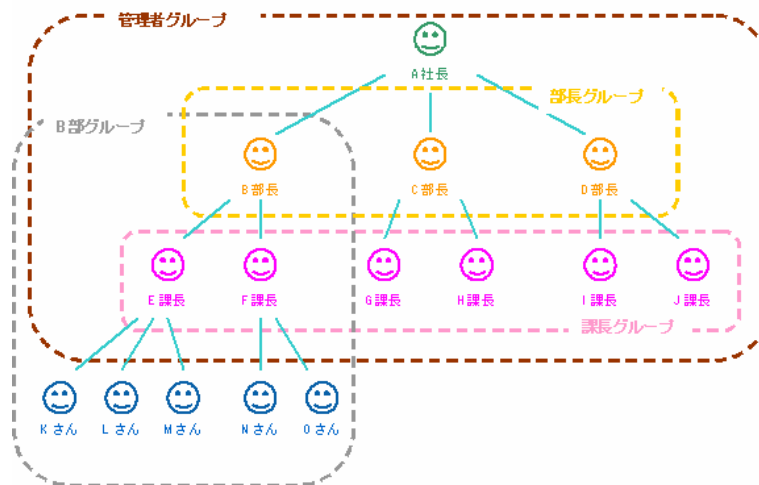 管理者グループ
A社長
部長グループ
B部グループ
B部長
C部長
D部長
E課長
F課長
G課長
H課長
I課長
J課長
課長グループ
Kさん
Lさん
Mさん
Nさん
Oさん